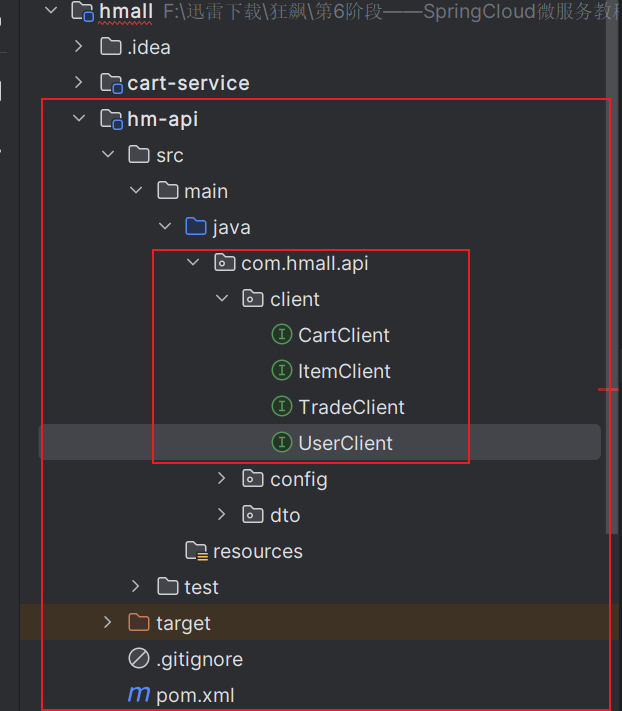 hmall F:\迅雷下载\狂飙\第6阶段——SpringCloud微服务教程
.idea
cart-service
hm-api
src
main
java
com.hmall.api
client
CartClient
ItemClient
TradeClient
UserClient
config
dto
resources
test
target
.gitignore
pom.xml